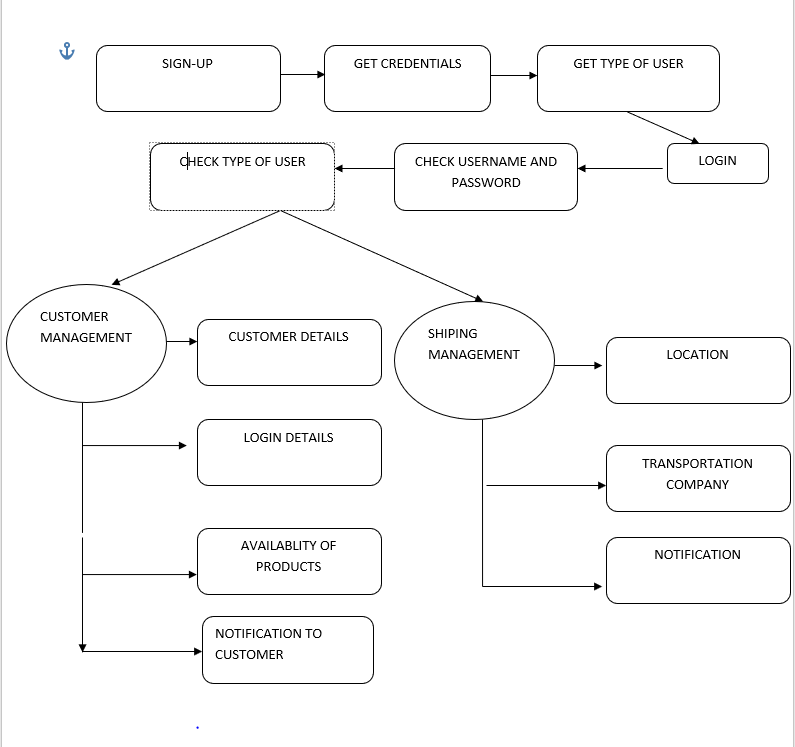 SIGN-UP
GET CREDENTIALS
GET TYPE OF USER
LOGIN
CHECK USERNAME AND
PASSWORD
CHECK TYPE OF USER
CUSTOMER
MANAGEMENT
CUSTOMER DETAILS
LOGIN DETAILS
AVAILABLITY OF
PRODUCTS
NOTIFICATION TO
CUSTOMER
SHIPING
MANAGEMENT
LOCATION
TRANSPORTATION
COMPANY
NOTIFICATION